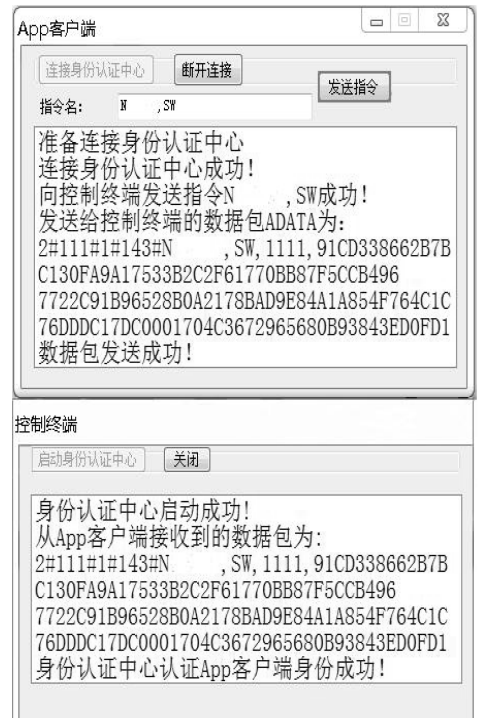 App客户端
连接身份认证中心 断开连接
发送指令
指令名: N ,SW
准备连接身份认证中心
连接身份认证中心成功!
向控制终端发送指令N ,SW成功!
发送给控制终端的数据包ADATA为:
2#111#1#143#N ,SW,1111,91CD338662B7B
C130FA9A17533B2C2F61770BB87F5CCB496
7722C91B96528B0A2178BAD9E84A1A854F764C1C
76DDDC17DC0001704C3672965680B93843ED0FD1
数据包发送成功!
控制终端
启动身份认证中心 关闭
身份认证中心启动成功!
从App客户端接收到的数据包为:
2#111#1#143#N ,SW,1111,91CD338662B7B
C130FA9A17533B2C2F61770BB87F5CCB496
7722C91B96528B0A2178BAD9E84A1A854F764C1C
76DDDC17DC0001704C3672965680B93843ED0FD1
身份认证中心认证App客户端身份成功!